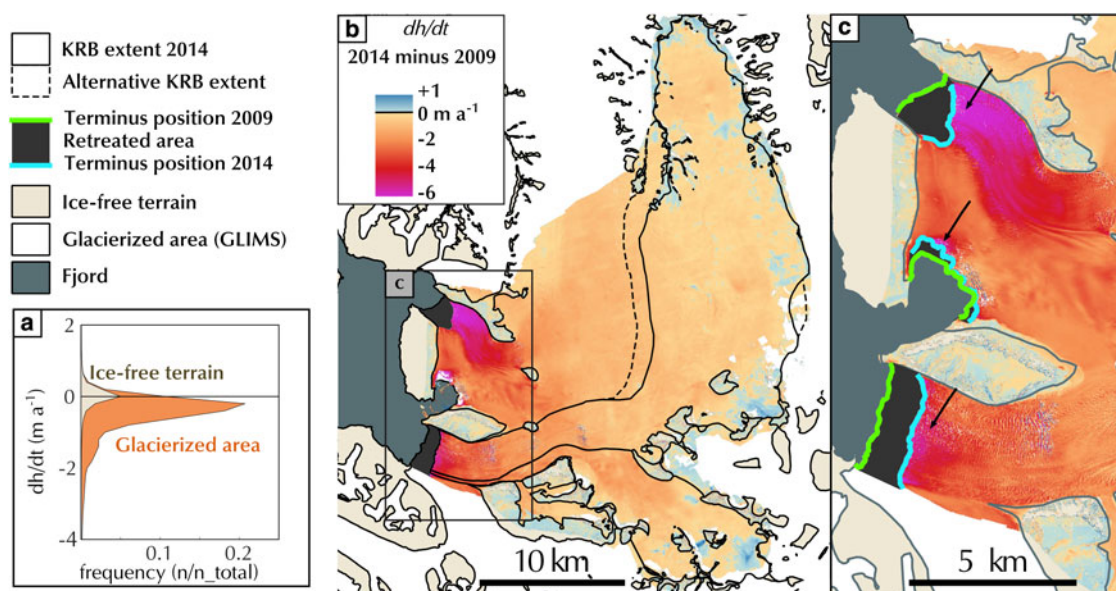 KRB extent 2014
Alternative KRB extent
Terminus position 2009
Retreated area
Terminus position 2014
Ice-free terrain
Glacierized area (GLIMS)
Fjord
a
2
0
-2
-4
dh/dt (m a⁻¹)
Ice-free terrain
Glacierized area
0.1
0.2
frequency (n/n_total)
b
dh/dt
2014 minus 2009
+1
0 m a⁻¹
-2
-4
-6
c
10 km
c
5 km